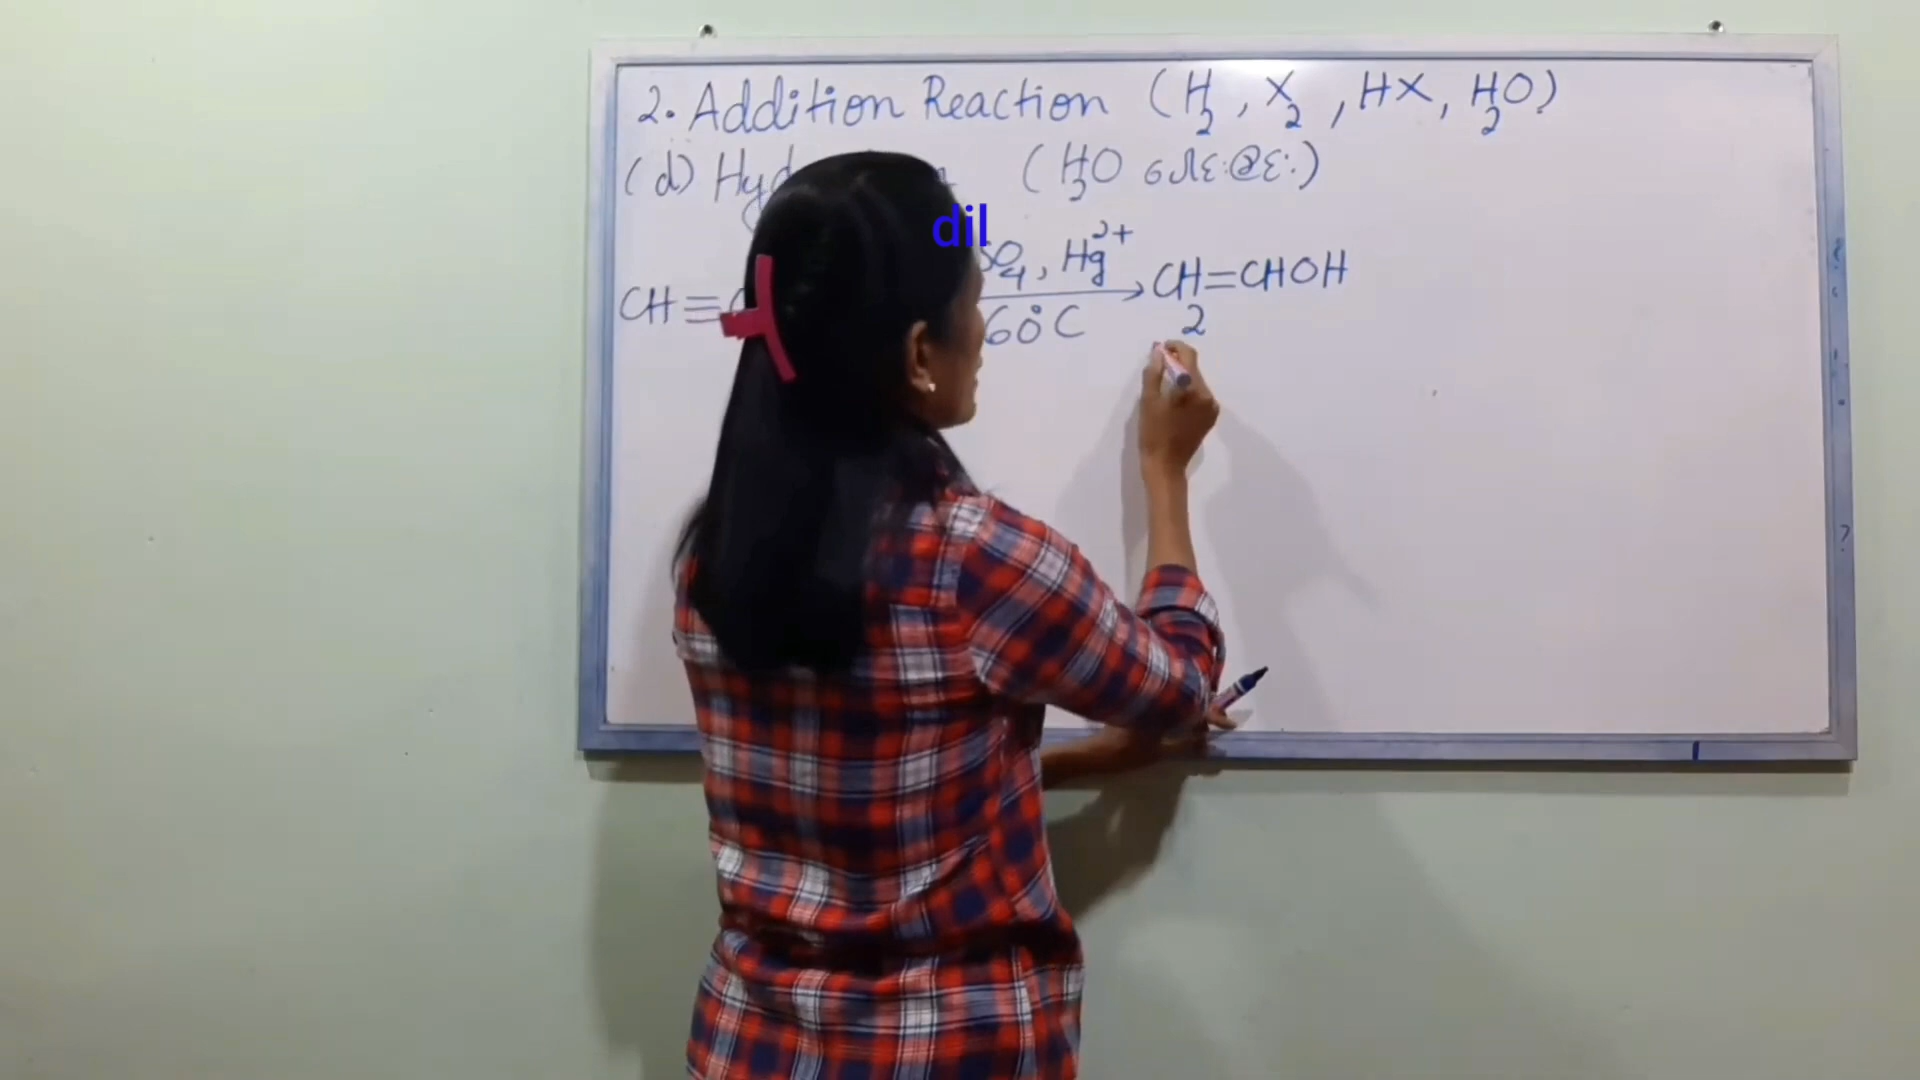 2. Addition Reaction (H2, X2, HX, H2O)
(d) (H2O ပေါင်းခြင်း)
dil
SO4, Hg2+
CH≡ → CH2=CHOH
60°C